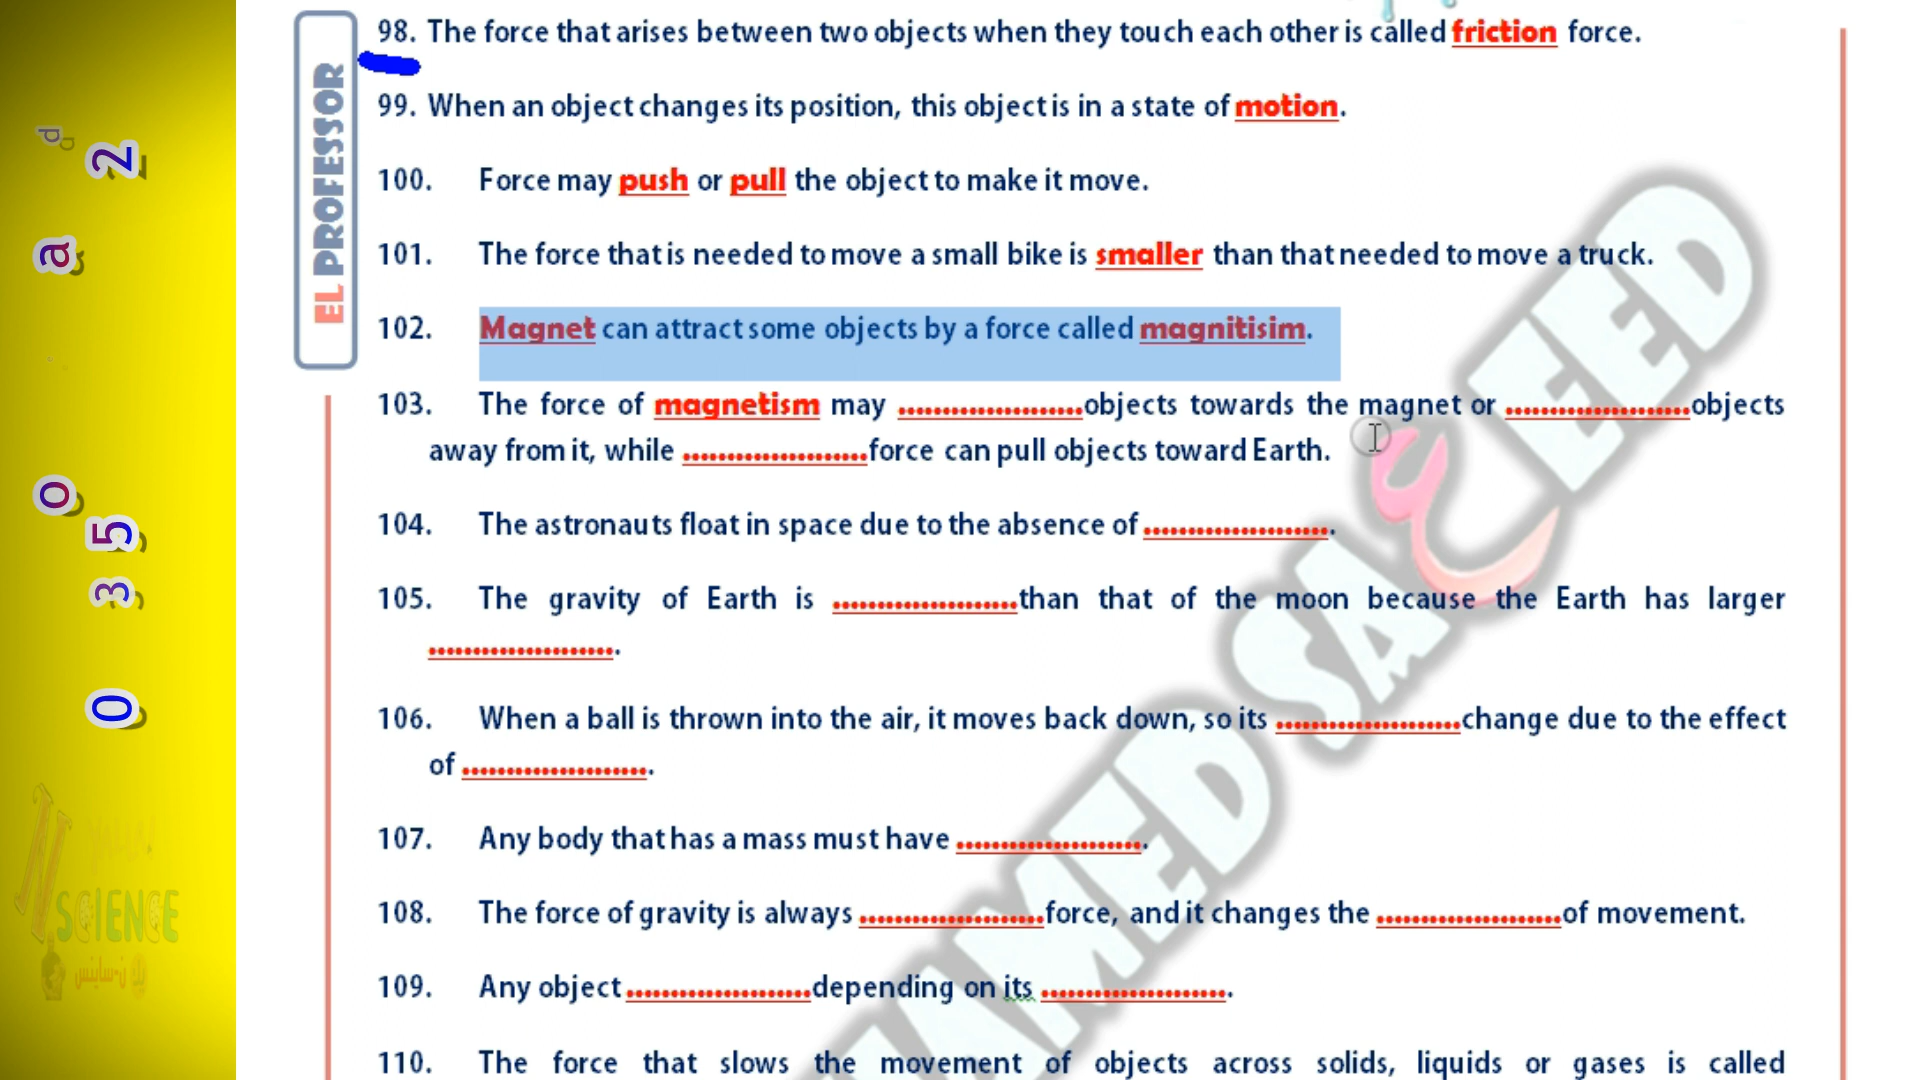 98. The force that arises between two objects when they touch each other is called friction force.
99. When an object changes its position, this object is in a state of motion.
100. Force may push or pull the object to make it move.
101. The force that is needed to move a small bike is smaller than that needed to move a truck.
102. Magnet can attract some objects by a force called magnitisim.
103. The force of magnetism may .....................objects towards the magnet or .....................objects
away from it, while .....................force can pull objects toward Earth.
104. The astronauts float in space due to the absence of ......................
105. The gravity of Earth is .....................than that of the moon because the Earth has larger
......................
106. When a ball is thrown into the air, it moves back down, so its .....................change due to the effect
of ......................
107. Any body that has a mass must have ......................
108. The force of gravity is always .....................force, and it changes the .....................of movement.
109. Any object .....................depending on its ......................
110. The force that slows the movement of objects across solids, liquids or gases is called
EL PROFESSOR
HAMED SAEED
ع
d
a
o
2
5
3
0
N
SCIENCE
ن-ساينس